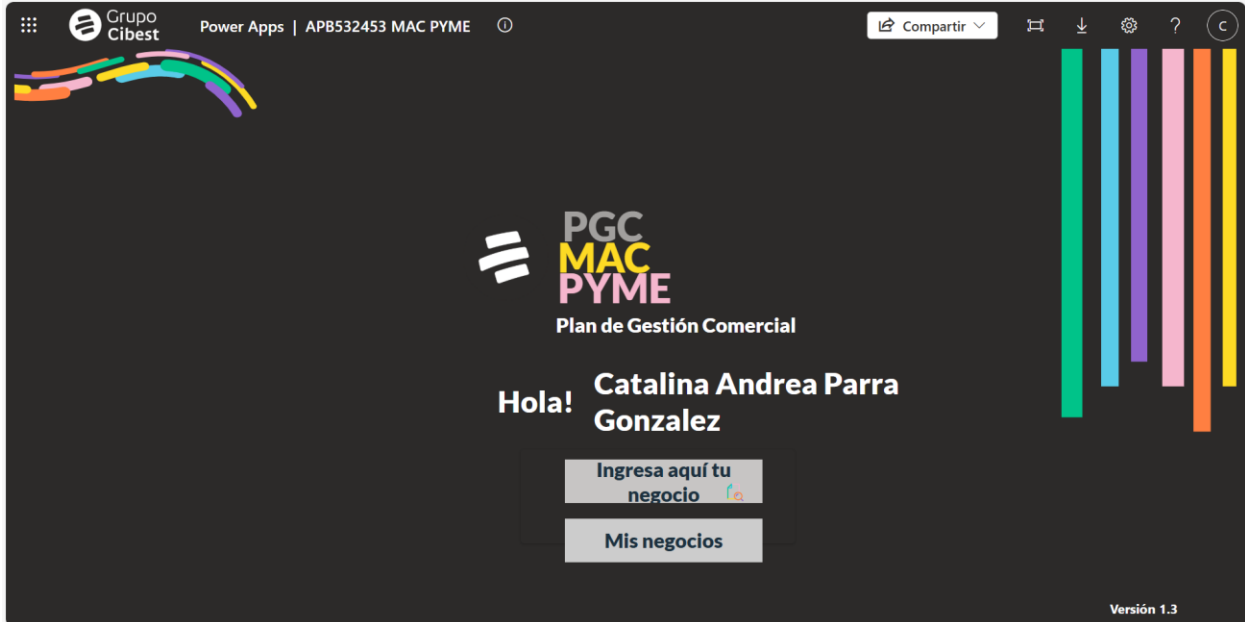 Grupo
Cibest
Power Apps | APB532453 MAC PYME
Compartir
?
C
PGC
MAC
PYME
Plan de Gestión Comercial
Hola!
Catalina Andrea Parra
Gonzalez
Ingresa aquí tu
negocio
Mis negocios
Versión 1.3